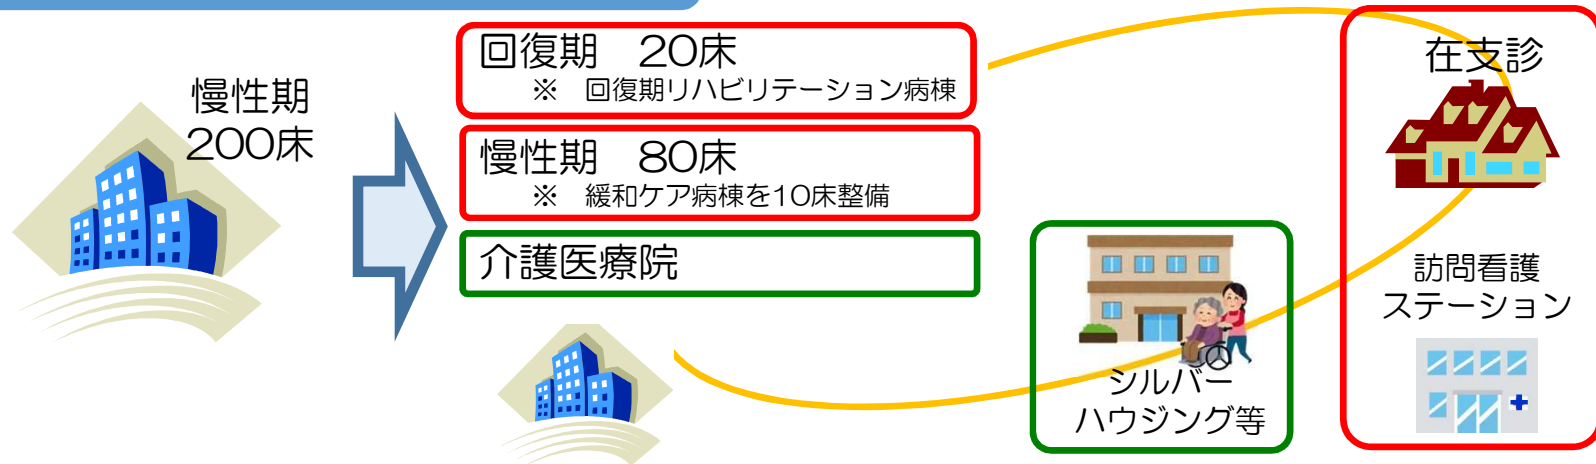 慢性期
200床
回復期　20床
※　回復期リハビリテーション病棟
慢性期　80床
※　緩和ケア病棟を10床整備
介護医療院
シルバー
ハウジング等
在支診
訪問看護
ステーション